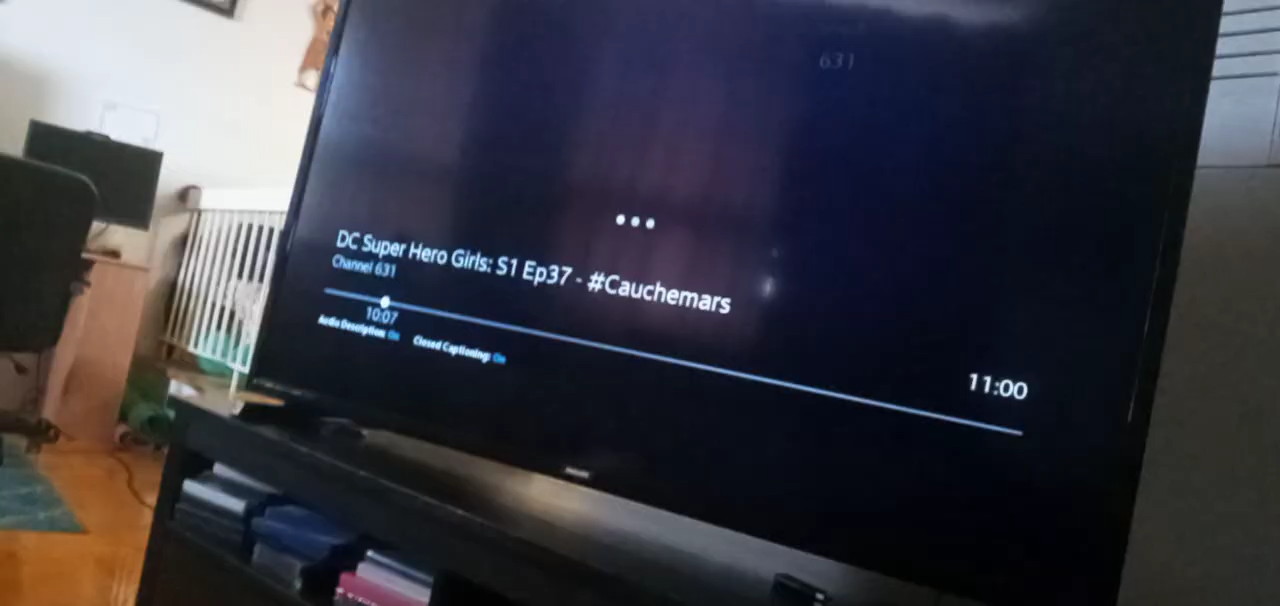 631
DC Super Hero Girls: S1 Ep37 - #Cauchemars
Channel 631
10:07
11:00
Audio Description: On Closed Captioning: On